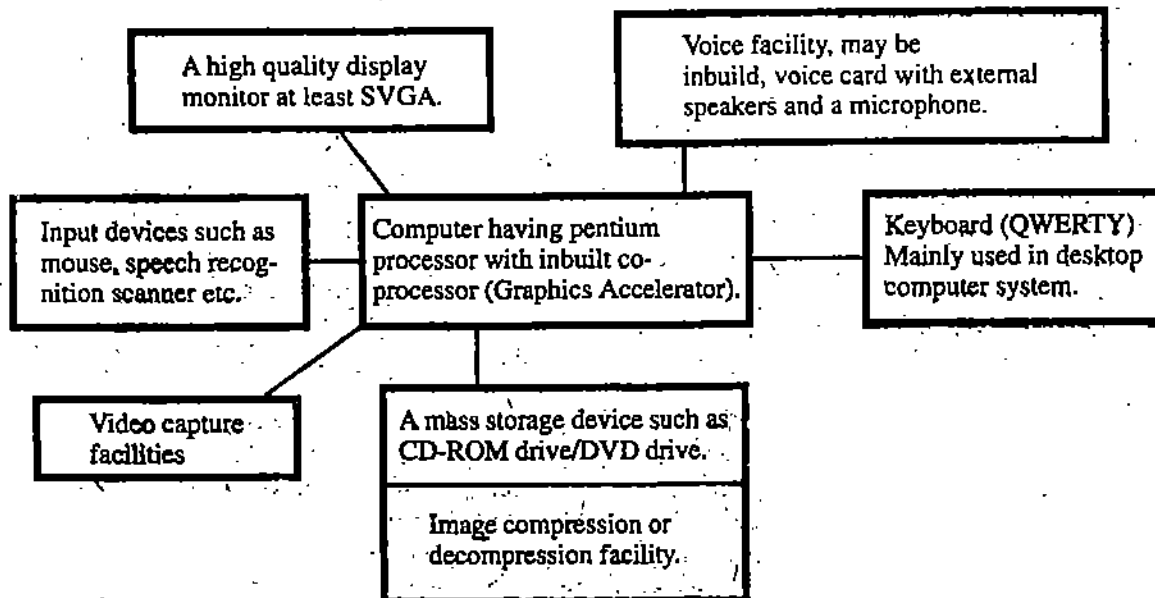 A high quality display
monitor at least SVGA.
Voice facility, may be
inbuild, voice card with external
speakers and a microphone.
Input devices such as
mouse, speech recog-
nition scanner etc.
Computer having pentium
processor with inbuilt co-
processor (Graphics Accelerator).
Keyboard (QWERTY)
Mainly used in desktop
computer system.
Video capture
facilities
A mass storage device such as
CD-ROM drive/DVD drive.
Image compression or
decompression facility.